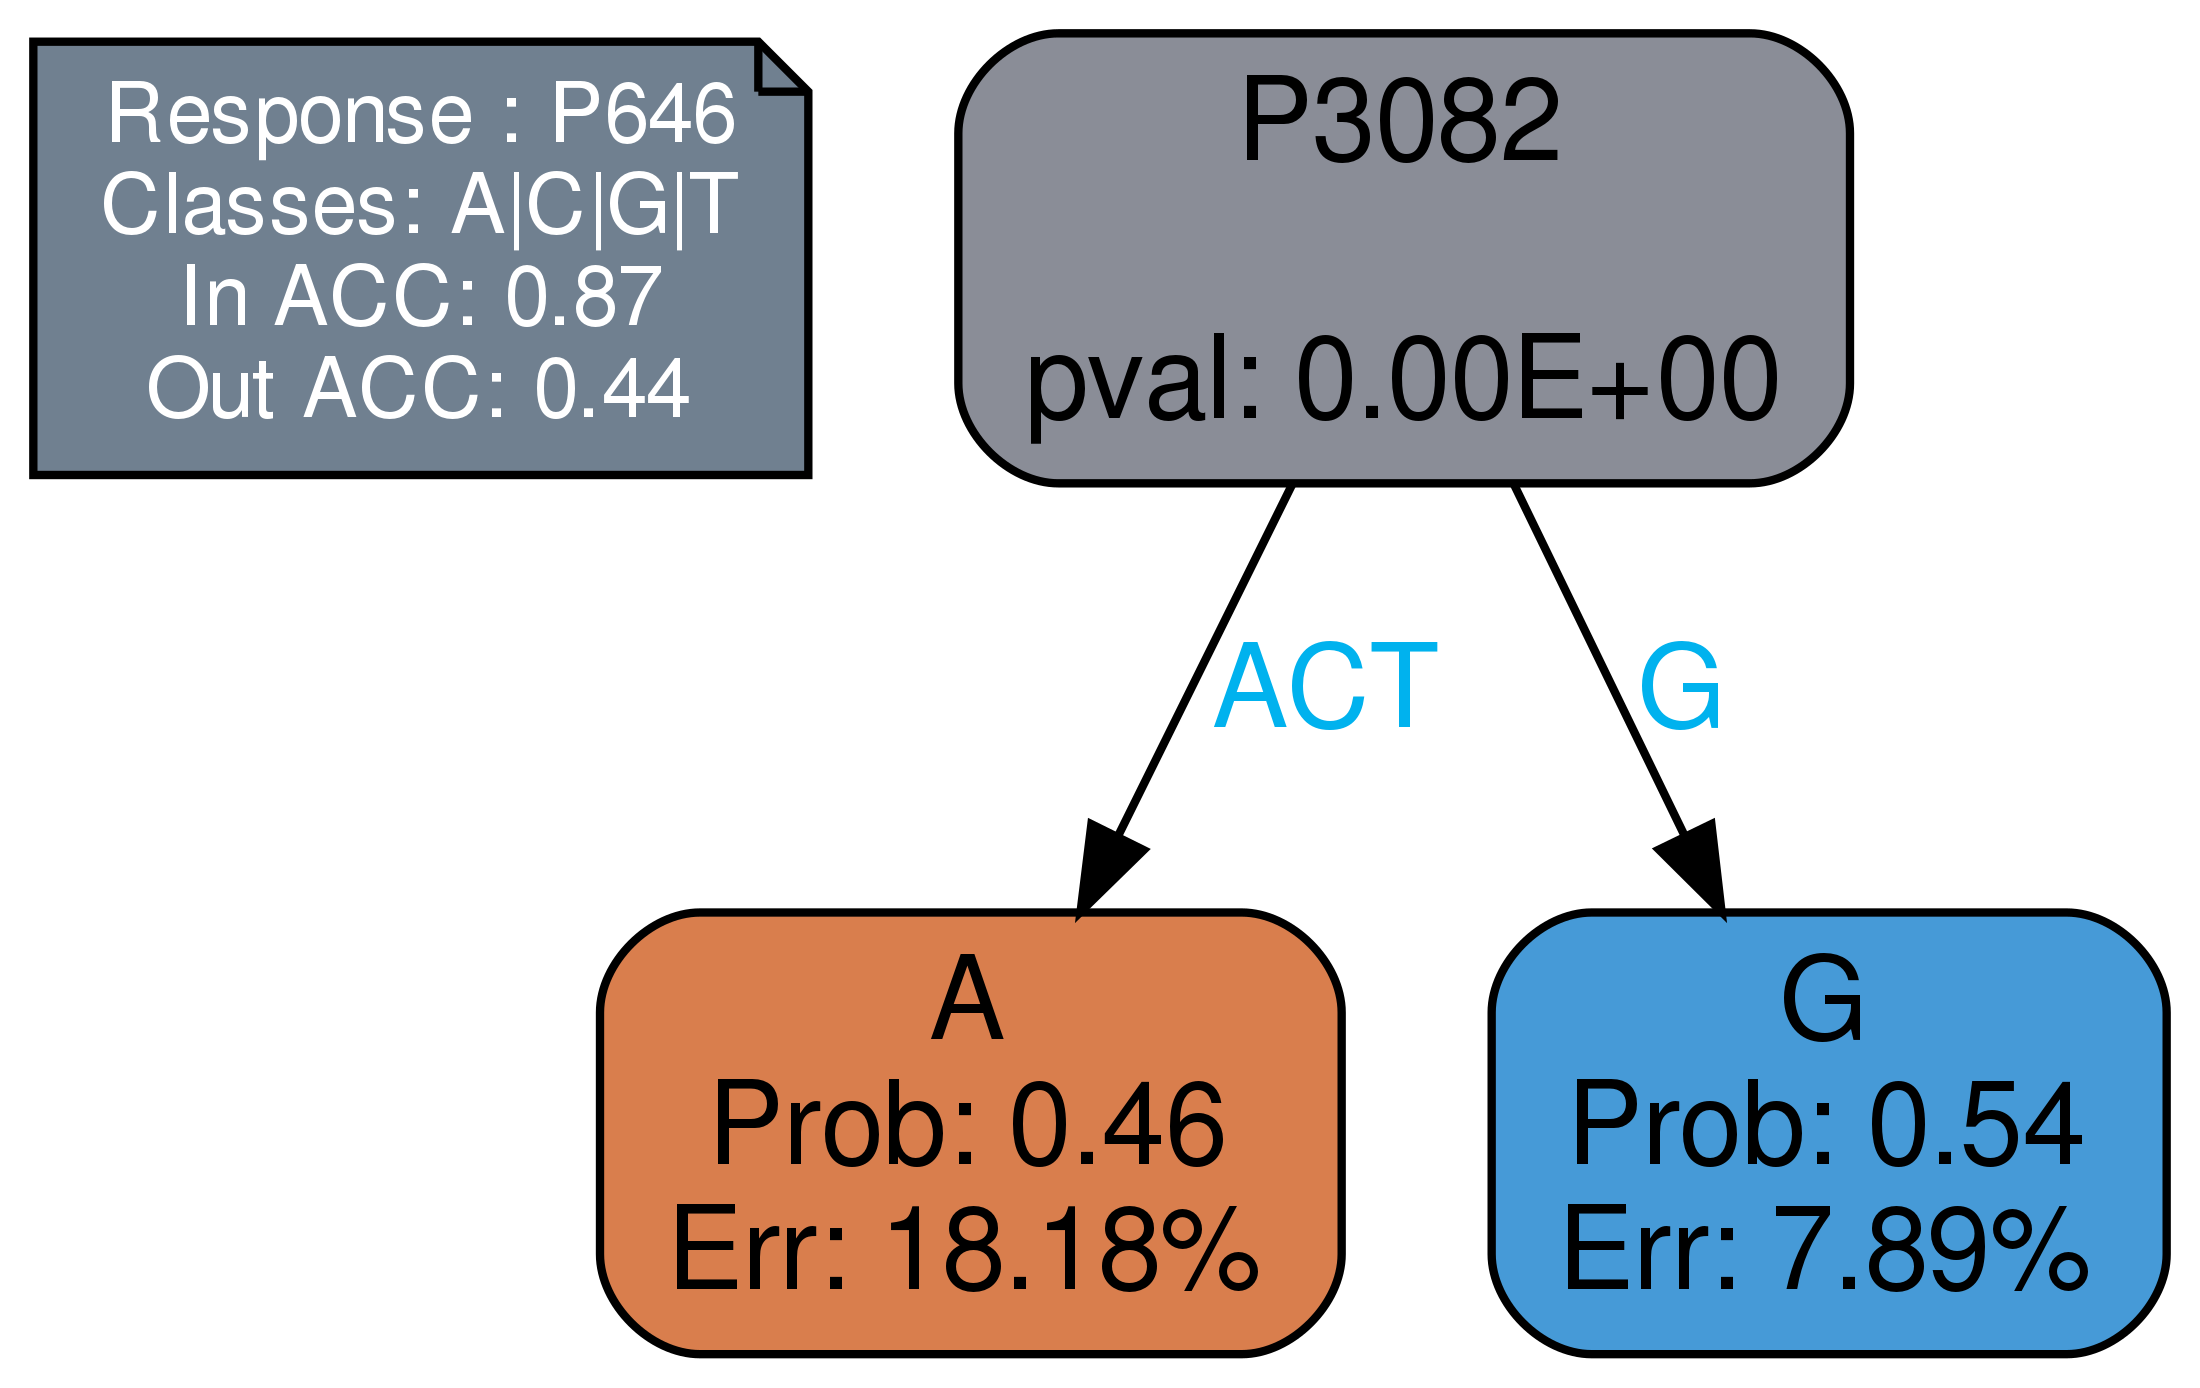 Response : P646
Classes: A|C|G|T
In ACC: 0.87
Out ACC: 0.44
P3082
pval: 0.00E+00
ACT
G
A
Prob: 0.46
Err: 18.18%
G
Prob: 0.54
Err: 7.89%